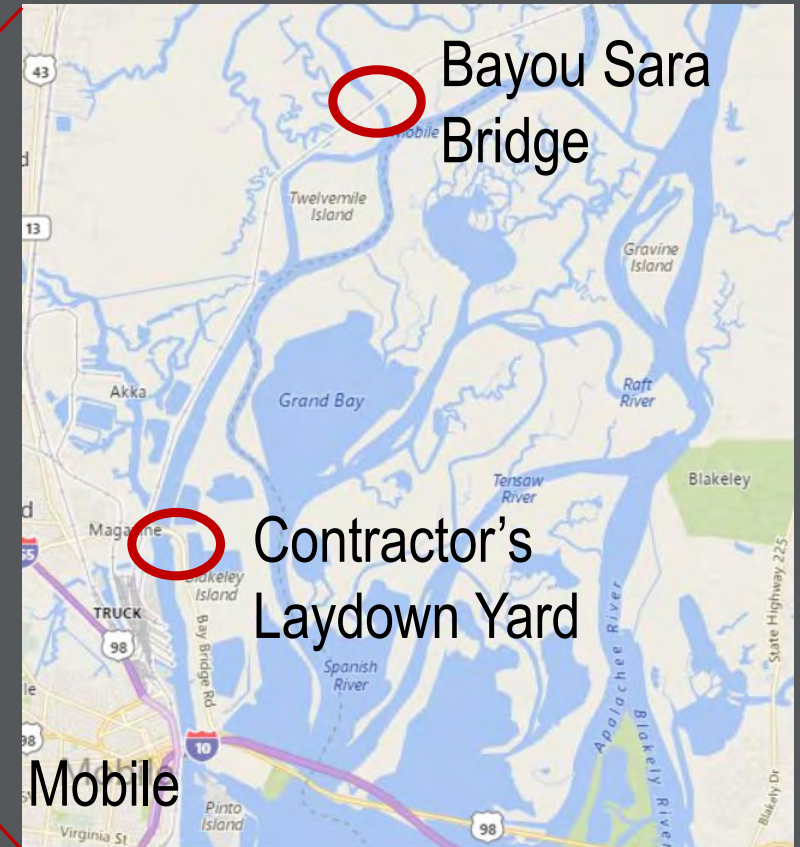 43
Bayou Sara
Bridge
Mobile
Twelvemile
Island
13
Gravine
Island
Akka
Grand Bay
Raft
River
Tensaw
River
Blakeley
Magazine
Contractor's
Laydown Yard
Blakeley
Island
TRUCK
98
Bay Bridge Rd
State Highway 225
Spanish
River
Apalachee River
Blakely River
98
10
Mobile
Pinto
Island
98
Virginia St
Blakely Dr